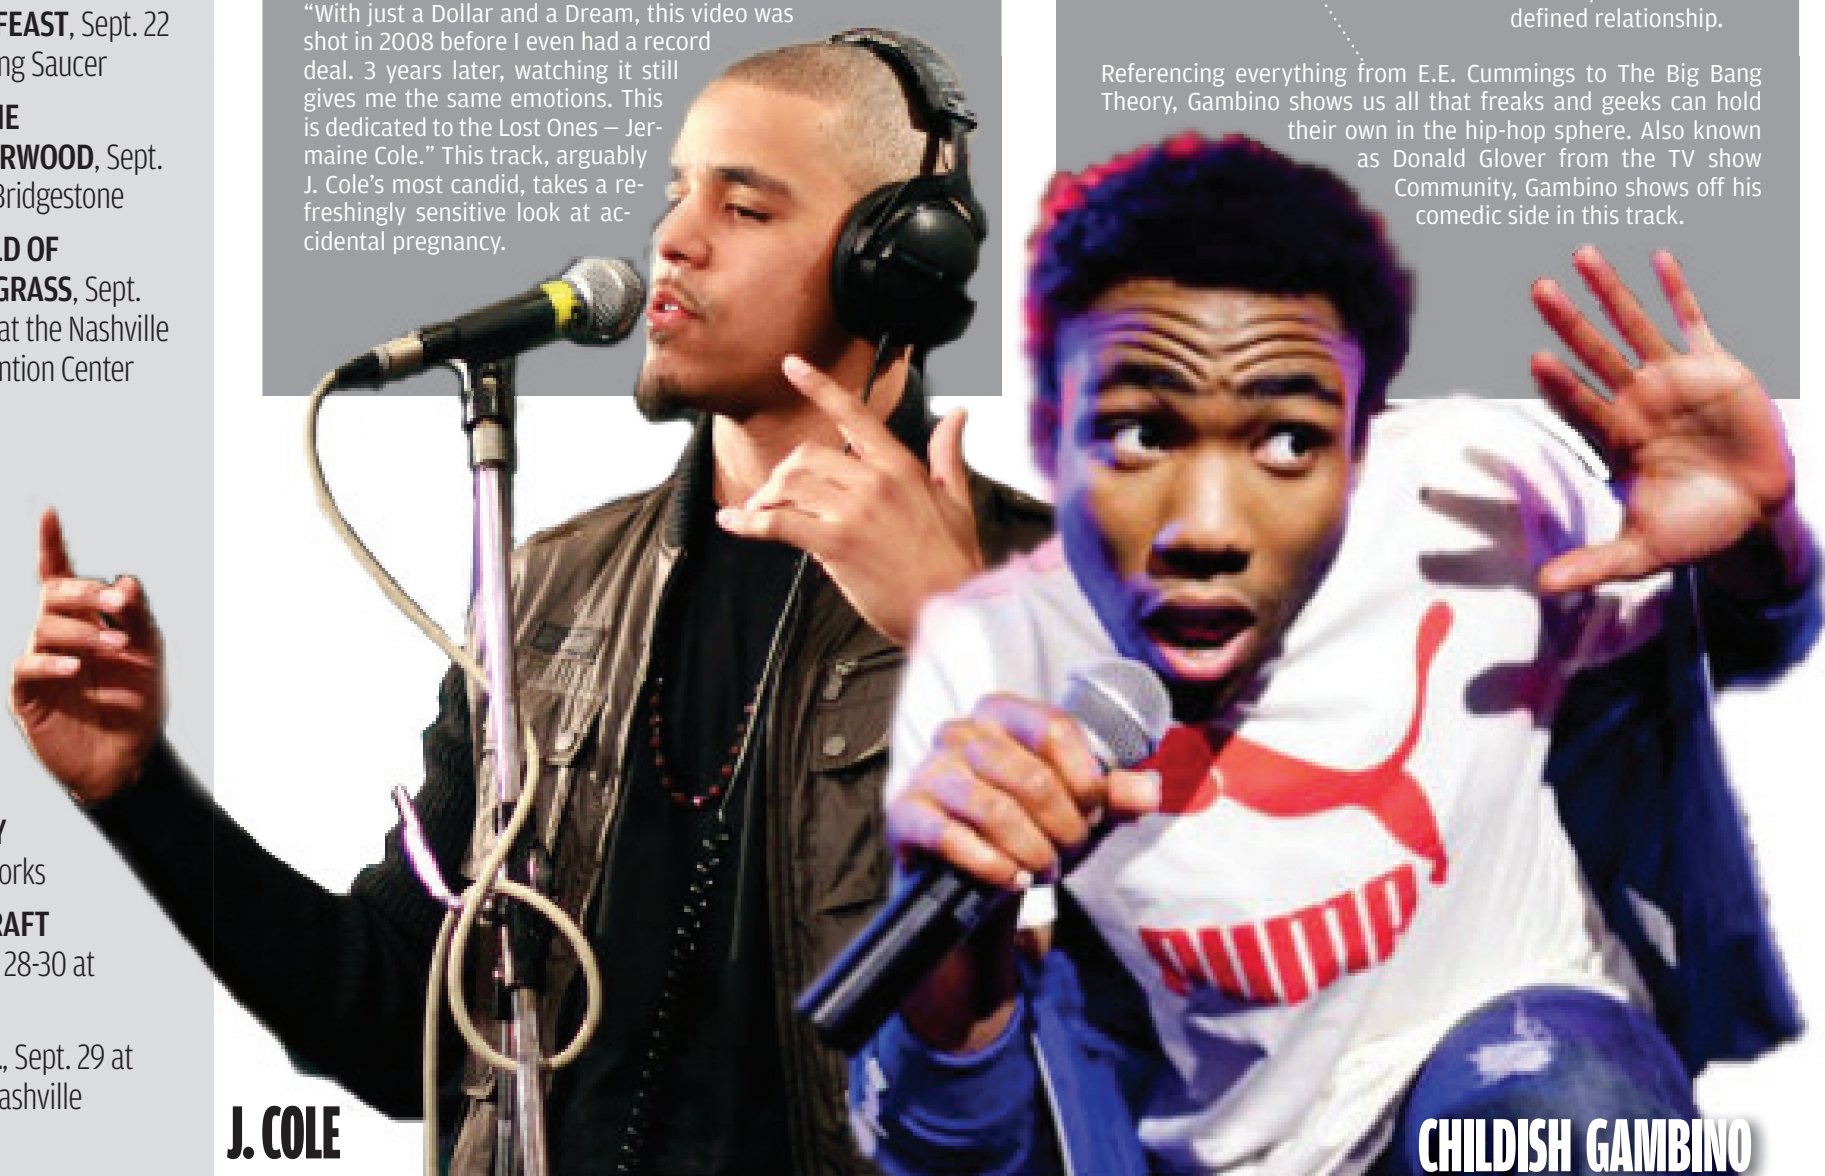 FEAST, Sept. 22
ng Saucer
IE
RWOOD, Sept.
Bridgestone
LD OF
GRASS, Sept.
at the Nashville
ntion Center
Y
orks
RAFT
28-30 at
., Sept. 29 at
ashville
“With just a Dollar and a Dream, this video was
shot in 2008 before I even had a record
deal. 3 years later, watching it still
gives me the same emotions. This
is dedicated to the Lost Ones – Jer-
maine Cole.” This track, arguably
J. Cole’s most candid, takes a re-
freshingly sensitive look at ac-
cidental pregnancy.
defined relationship.
Referencing everything from E.E. Cummings to The Big Bang
Theory, Gambino shows us all that freaks and geeks can hold
their own in the hip-hop sphere. Also known
as Donald Glover from the TV show
Community, Gambino shows off his
comedic side in this track.
PUMA
J. COLE
CHILDISH GAMBINO